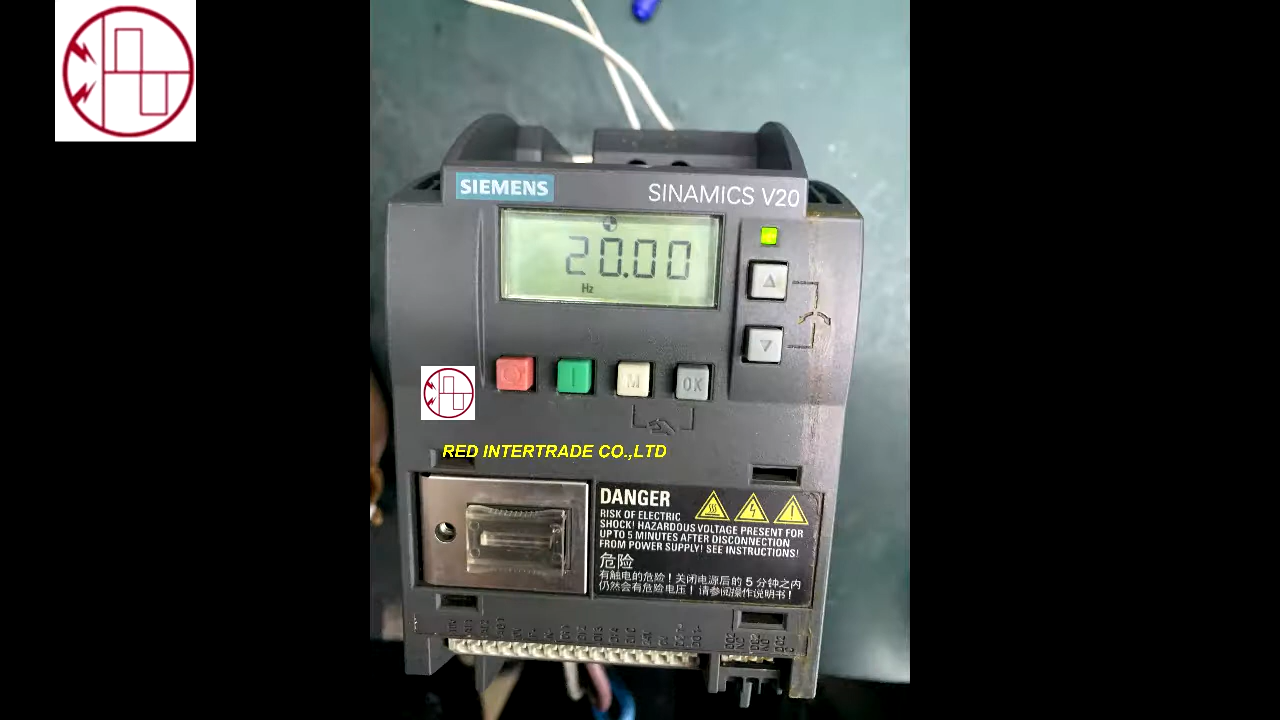 SIEMENS
SINAMICS V20
20.00
Hz
M
OK
RED INTERTRADE CO.,LTD
DANGER
RISK OF ELECTRIC
SHOCK! HAZARDOUS VOLTAGE PRESENT FOR
UP TO 5 MINUTES AFTER DISCONNECTION
FROM POWER SUPPLY! SEE INSTRUCTIONS!
危险
有触电的危险！关闭电源后的 5 分钟之内
仍然会有危险电压！请参阅操作说明书！